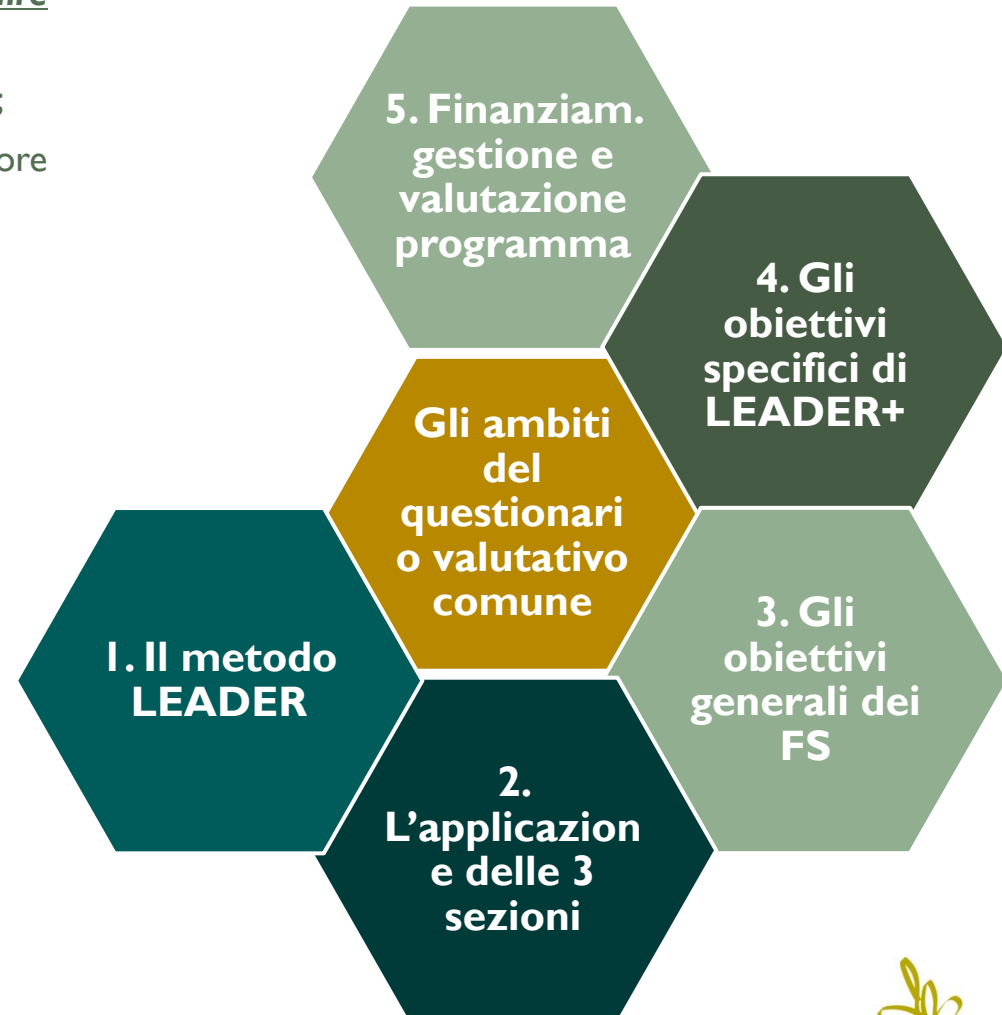 ;
ore
5. Finanziam.
gestione e
valutazione
programma
4. Gli
obiettivi
specifici di
LEADER+
Gli ambiti
del
questionari
o valutativo
comune
3. Gli
obiettivi
generali dei
FS
1. Il metodo
LEADER
2.
L’applicazion
e delle 3
sezioni